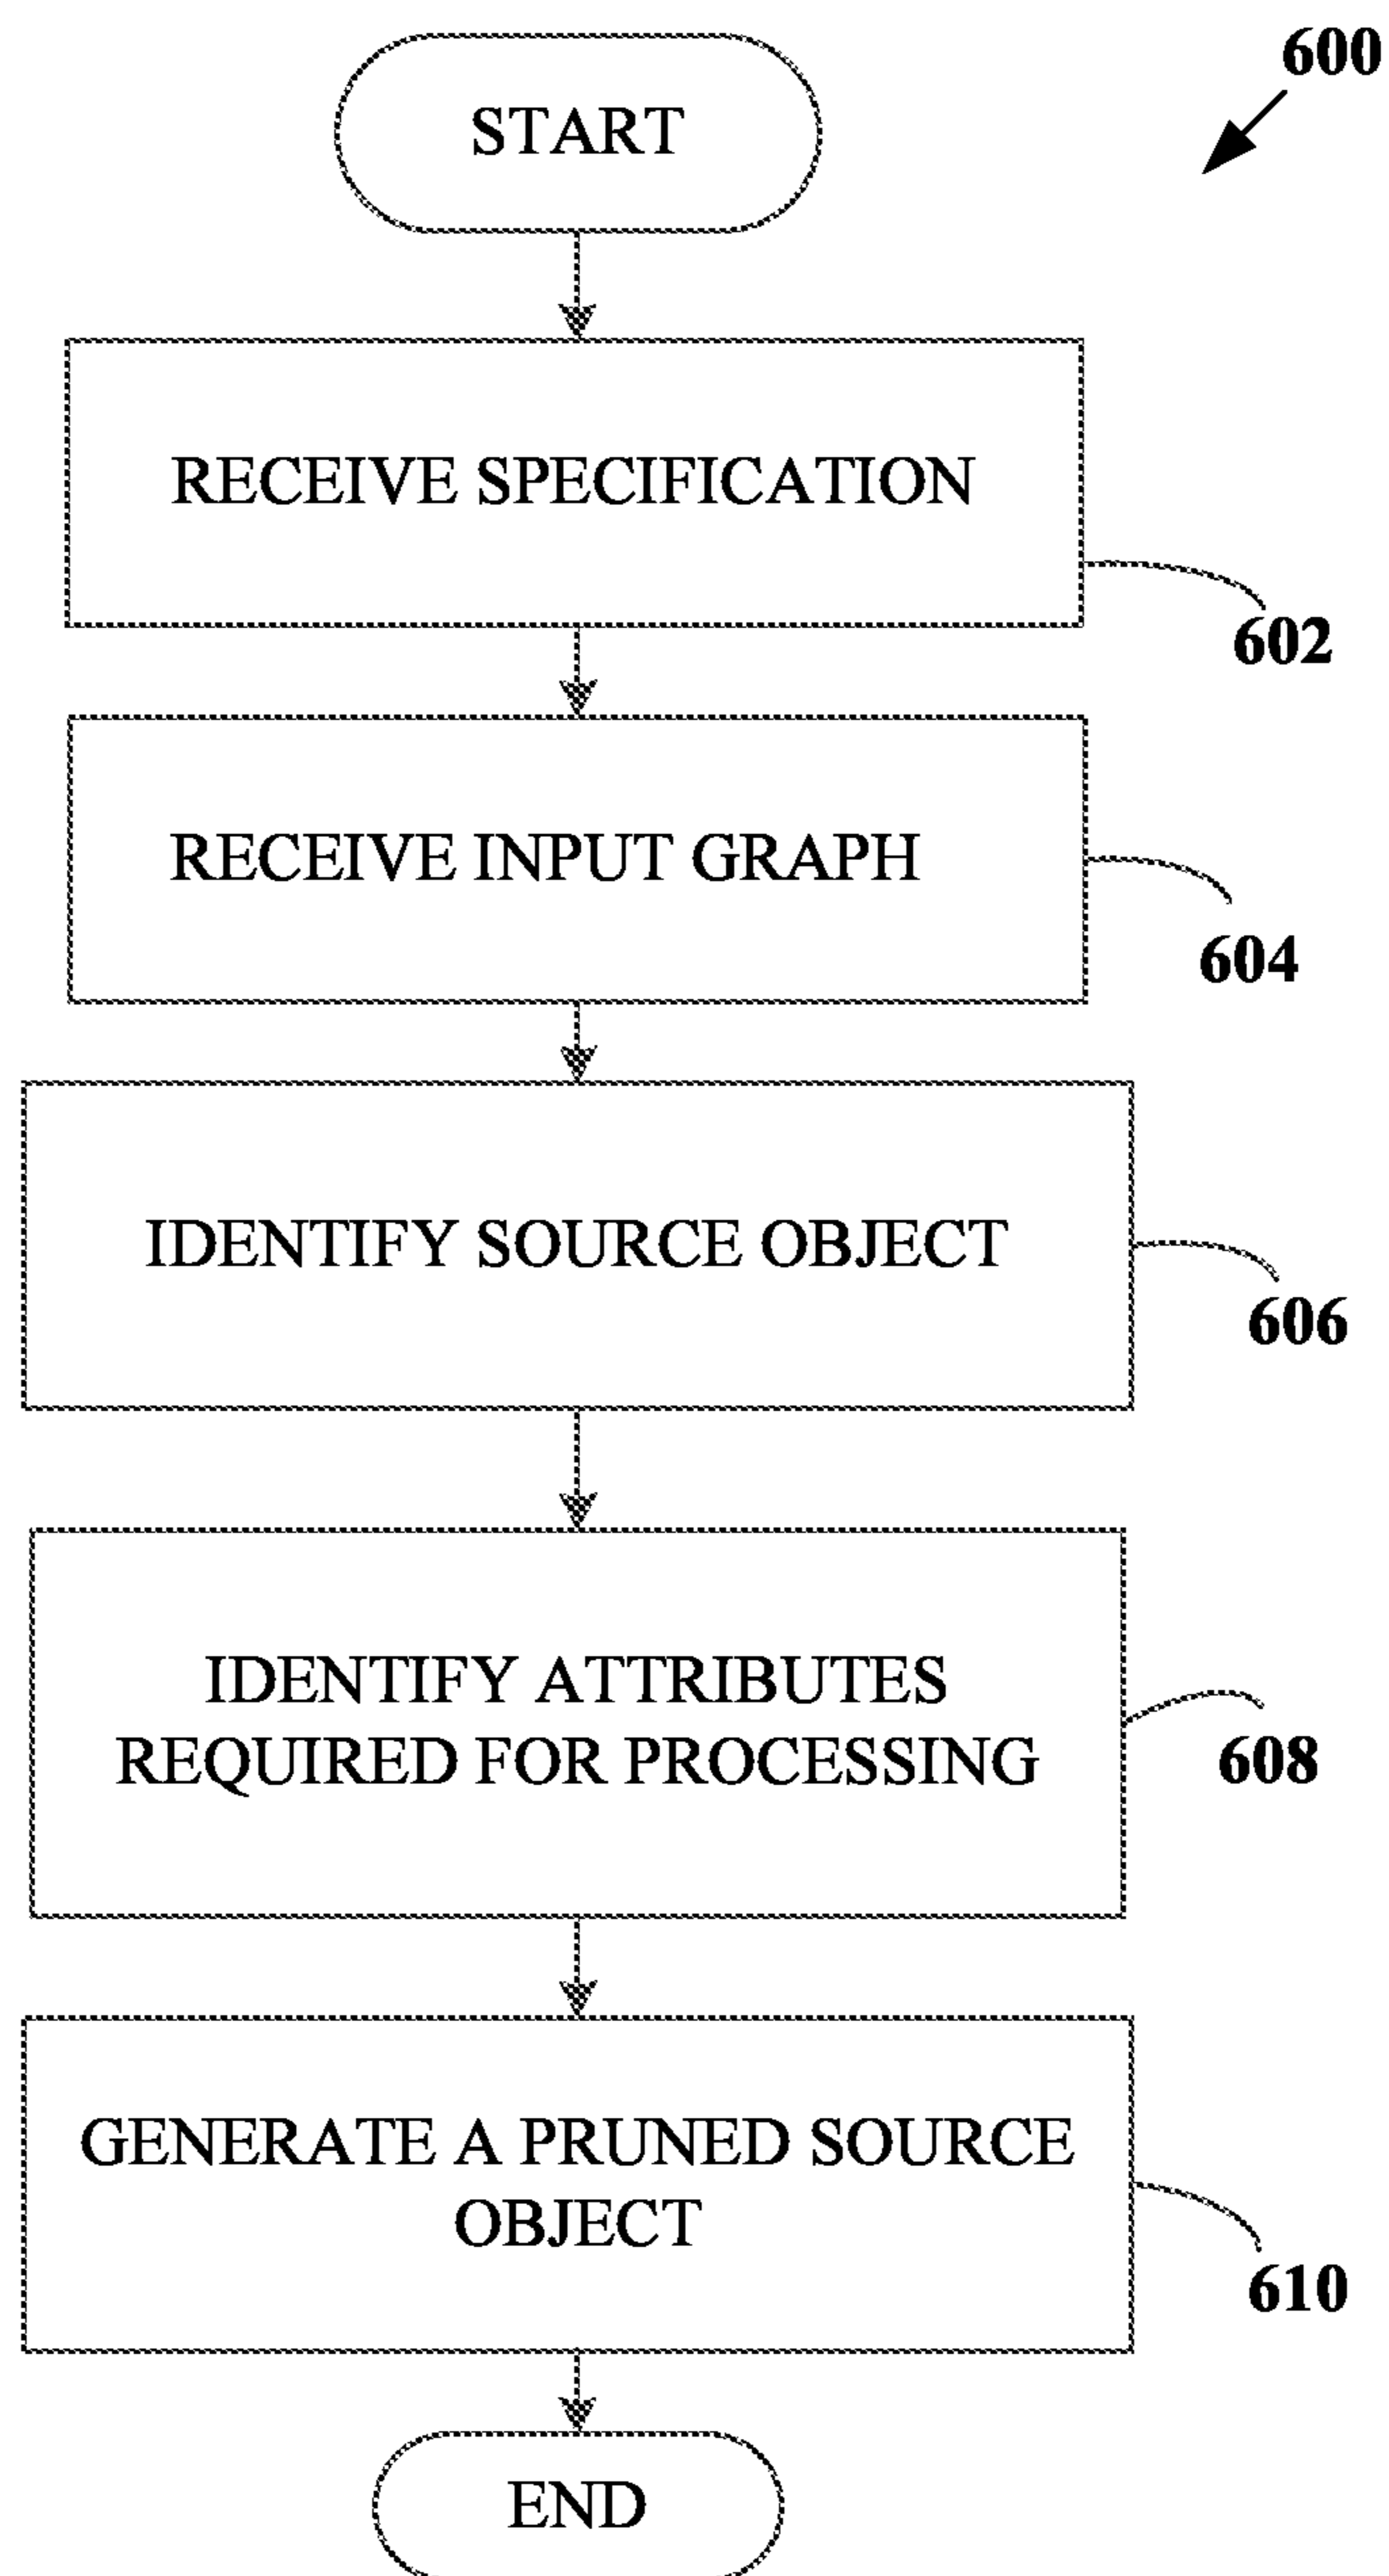 600
START
RECEIVE SPECIFICATION
602
RECEIVE INPUT GRAPH
604
IDENTIFY SOURCE OBJECT
606
IDENTIFY ATTRIBUTES
REQUIRED FOR PROCESSING
608
GENERATE A PRUNED SOURCE
OBJECT
610
END